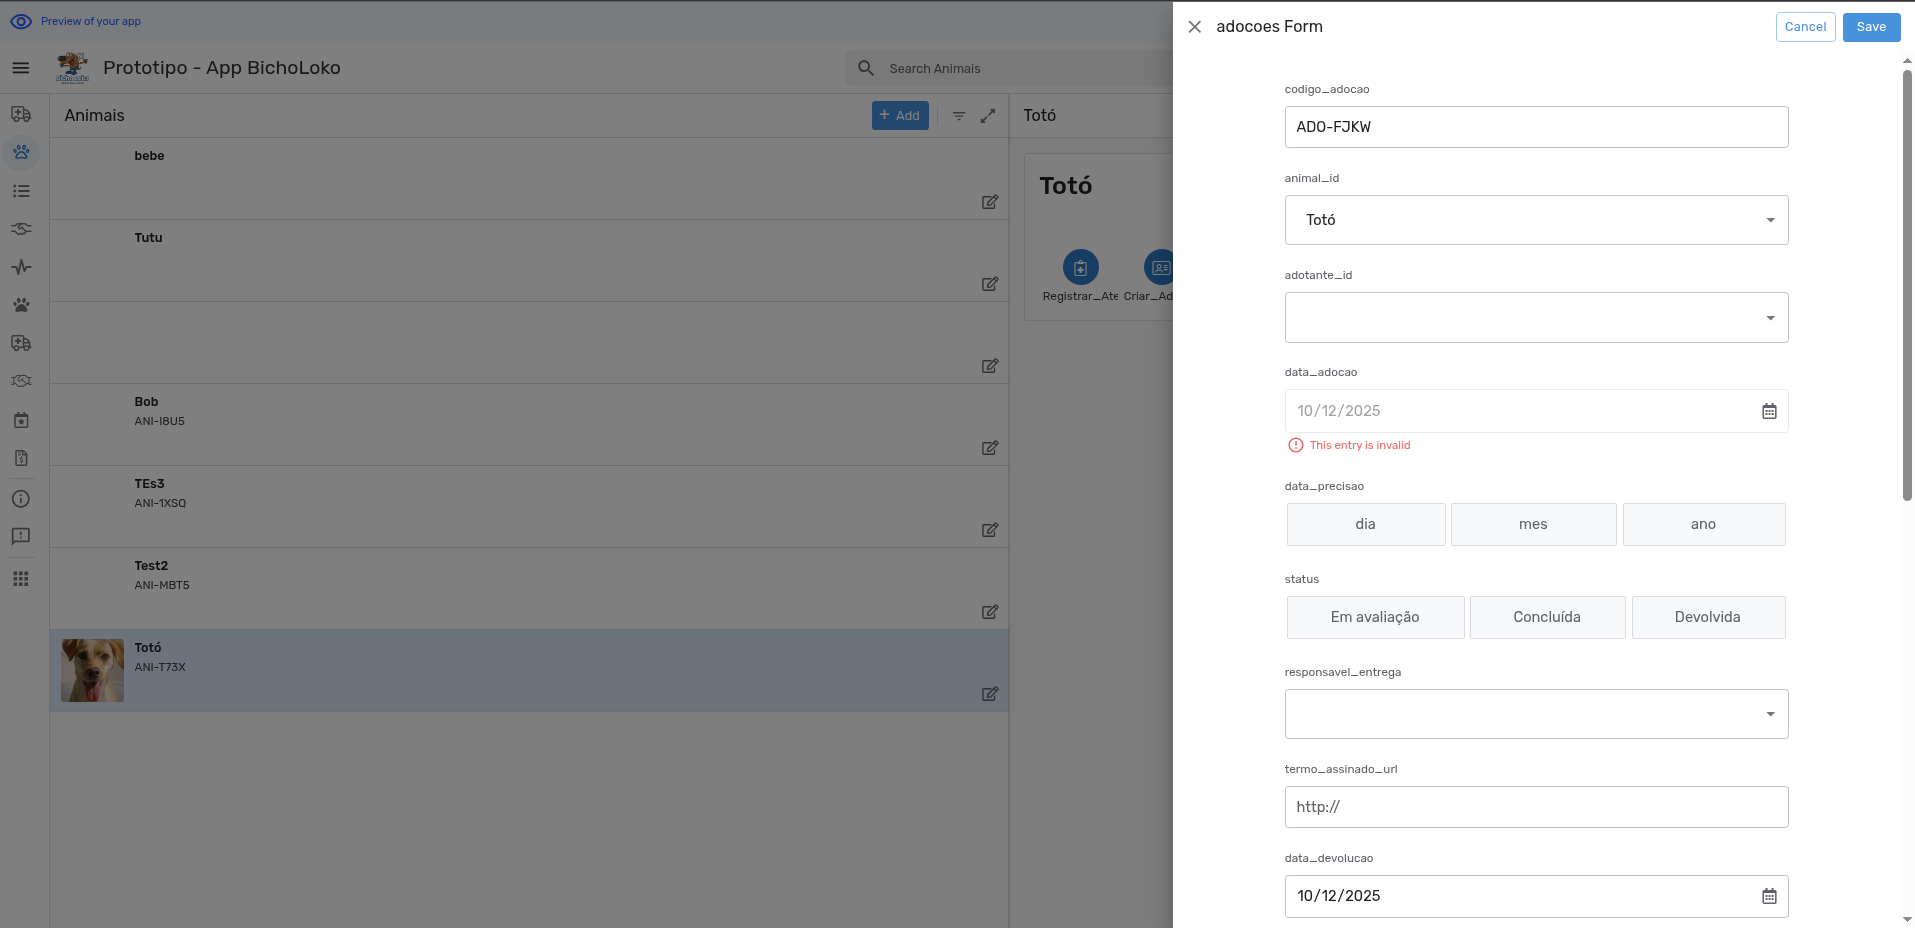 Preview of your app
Prototipo - App BichoLoko
Search Animais
Animais
+ Add
bebe
Tutu
Bob
ANI-I8U5
TEs3
ANI-1XSQ
Test2
ANI-MBT5
Totó
ANI-T73X
Totó
Totó
Registrar_Ate
Criar_Ad
adocoes Form
Cancel
Save
codigo_adocao
ADO-FJKW
animal_id
Totó
adotante_id
data_adocao
10/12/2025
This entry is invalid
data_precisao
dia mes ano
status
Em avaliação Concluída Devolvida
responsavel_entrega
termo_assinado_url
http://
data_devolucao
10/12/2025